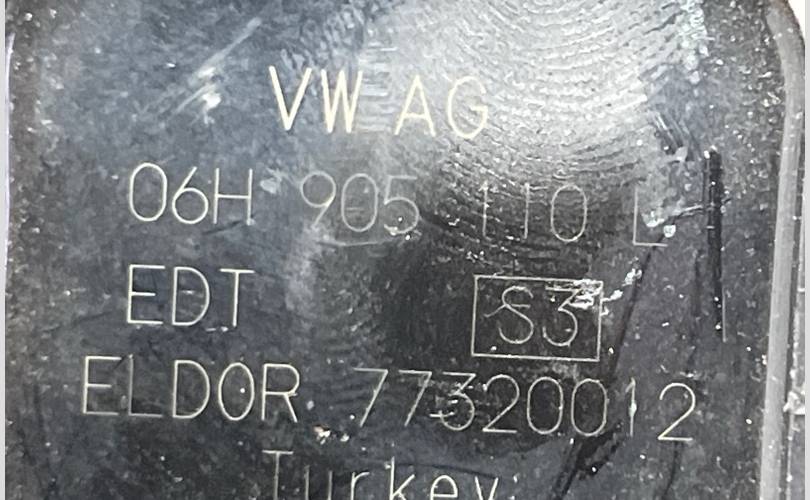 VW AG
06H 905 110 L
EDT S3
ELDOR 77320012
Turkey